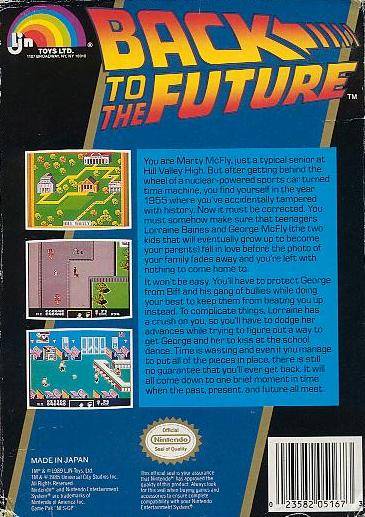 LJN
TOYS LTD.
1107 BROADWAY, NY, NY 10010
BACK
TO
THE FUTURE
TM
You are Marty McFly, just a typical senior at
Hill Valley High. But after getting behind the
wheel of a nuclear-powered sports car turned
time machine, you find yourself in the year
1955 where you've accidentally tampered
with history. Now it must be corrected. You
must somehow make sure that teenagers
Lorraine Baines and George McFly (the two
kids that will eventually grow up to become
your parents) fall in love before the photo of
your family fades away and you're left with
nothing to come home to.
It won't be easy. You'll have to protect George
from Biff and his gang of bullies while doing
your best to keep them from beating you up
instead. To complicate things, Lorraine has
a crush on you, so you'll have to dodge her
advances while trying to figure out a way to
get George and her to kiss at the school
dance. Time is wasting and even if you manage
to put all of the pieces in place, there is still
no guarantee that you'll ever get back. It will
all come down to one brief moment in time
when the past, present, and future all meet.
HILL VALLEY
Official
Nintendo
Seal of Quality
MADE IN JAPAN
TM & © 1989 LJN Toys, Ltd.
TM & © 1985 Universal City Studios Inc.
All Rights Reserved.
Nintendo® and Nintendo Entertainment
System® are trademarks of
Nintendo of America Inc.
This official seal is your assurance
that Nintendo® has approved the
quality of this product. Always look
for this seal when buying games and
accessories to ensure complete
compatibility with your Nintendo
Entertainment System®.
0 23582 05167 3